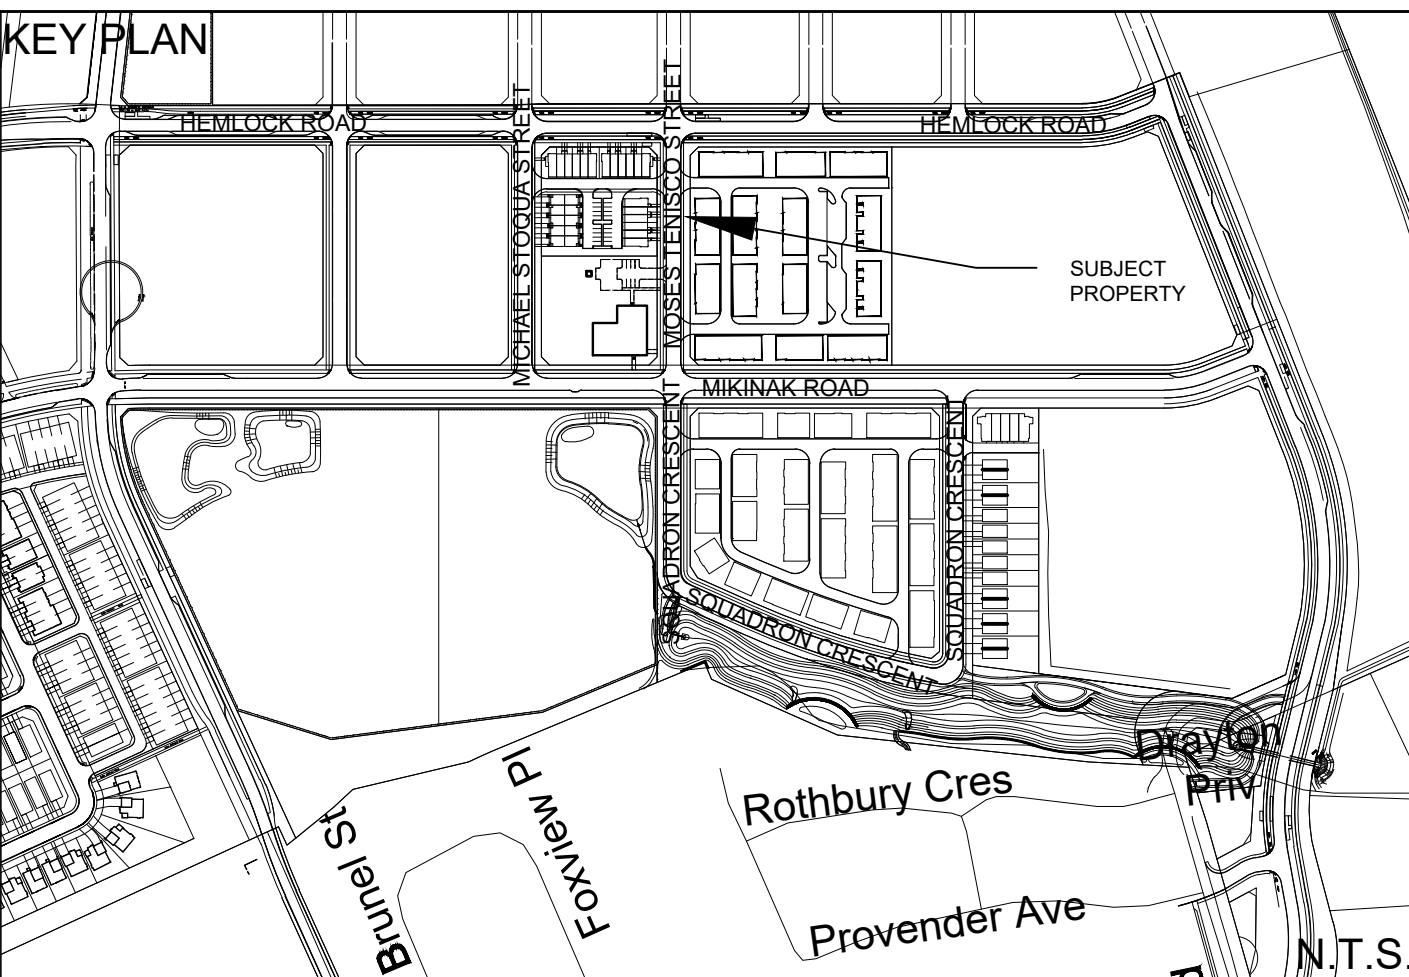 KEY PLAN
HEMLOCK ROAD
HEMLOCK ROAD
MICHAEL STOQUA STREET
MOSES TENISCO STREET
SUBJECT
PROPERTY
MIKINAK ROAD
SQUADRON CRESCENT
SQUADRON CRESCENT
SQUADRON CRESCENT
Drayton
Priv
Foxview Pl
Rothbury Cres
Brunel St
Provender Ave
N.T.S.